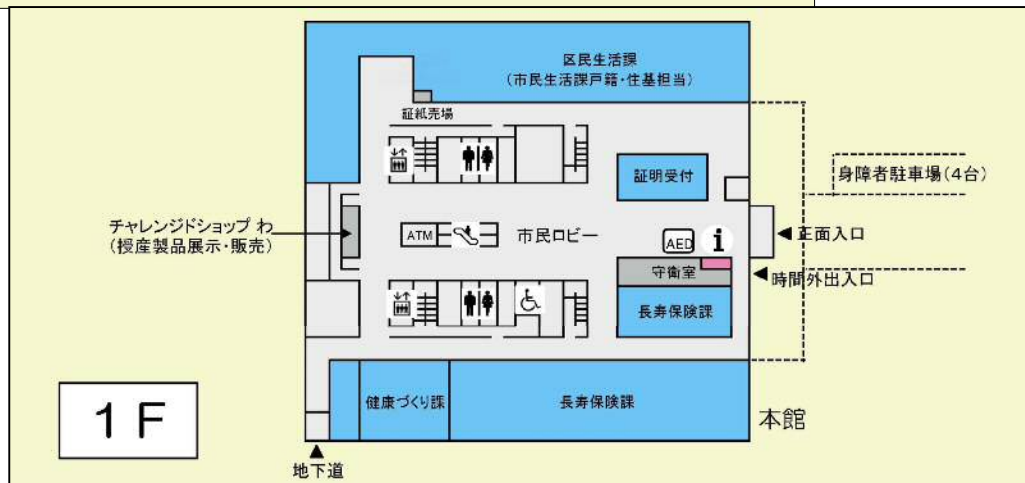 区民生活課
(市民生活課戸籍・住基担当)
証紙売場
証明受付
身障者駐車場(4台)
チャレンジドショップ わ
(授産製品展示・販売)
ATM
市民ロビー
AED
i
正面入口
守衛室
時間外出入口
長寿保険課
健康づくり課
長寿保険課
本館
1F
地下道